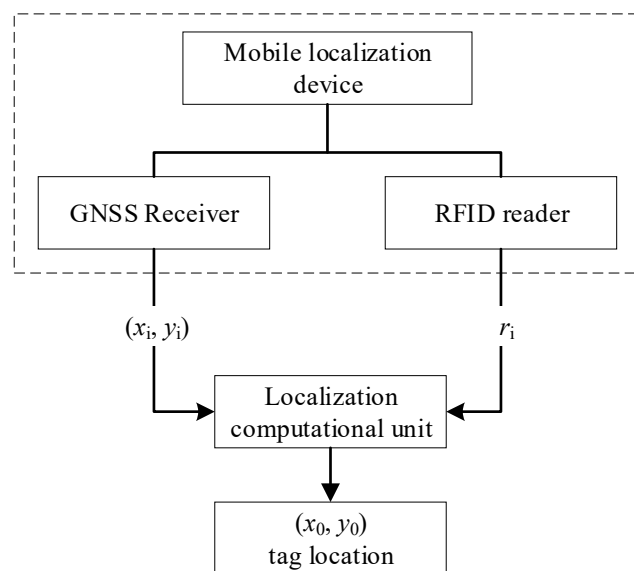 Mobile localization
device
GNSS Receiver
RFID reader
(xi, yi)
ri
Localization
computational unit
(x0, y0)
tag location